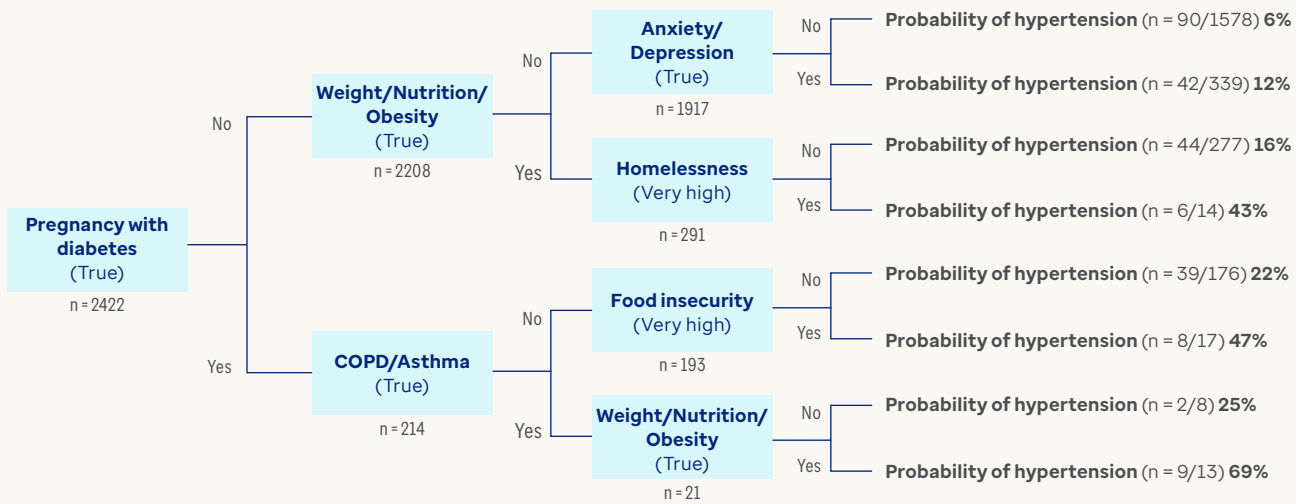 Pregnancy with
diabetes
(True)
n = 2422
No
Yes
Weight/Nutrition/
Obesity
(True)
n = 2208
COPD/Asthma
(True)
n = 214
No
Yes
No
Yes
Anxiety/
Depression
(True)
n = 1917
Homelessness
(Very high)
n = 291
Food insecurity
(Very high)
n = 193
Weight/Nutrition/
Obesity
(True)
n = 21
No
Probability of hypertension (n = 90/1578) 6%
Yes
Probability of hypertension (n = 42/339) 12%
No
Probability of hypertension (n = 44/277) 16%
Yes
Probability of hypertension (n = 6/14) 43%
No
Probability of hypertension (n = 39/176) 22%
Yes
Probability of hypertension (n = 8/17) 47%
No
Probability of hypertension (n = 2/8) 25%
Yes
Probability of hypertension (n = 9/13) 69%